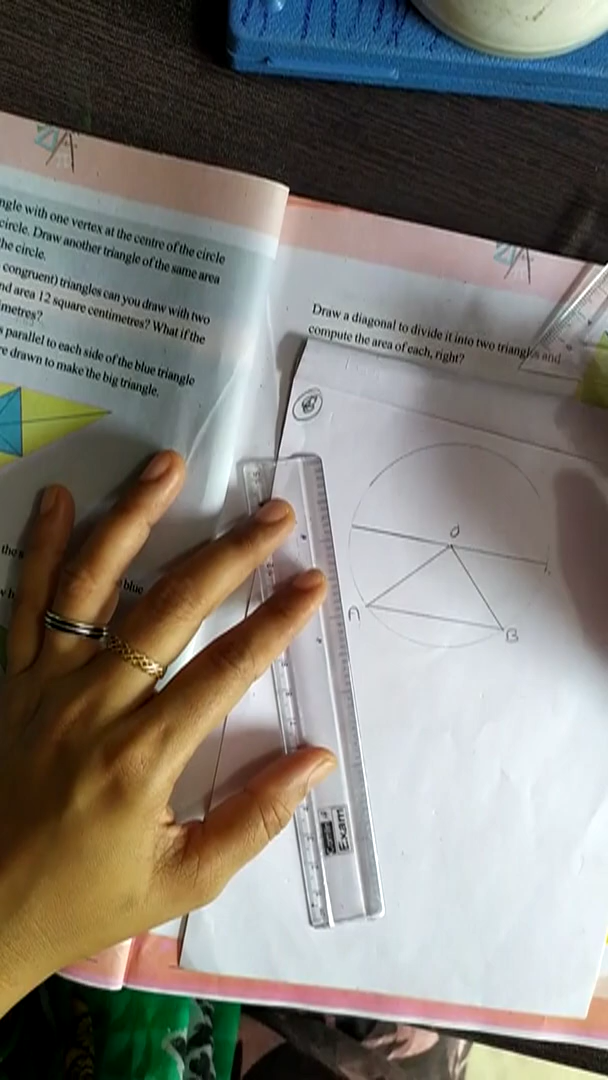 ngle with one vertex at the centre of the circle
circle. Draw another triangle of the same area
he circle.
congruent) triangles can you draw with two
nd area 12 square centimetres? What if the
imetres?
s parallel to each side of the blue triangle
re drawn to make the big triangle.
the s
blue
Draw a diagonal to divide it into two triangles and
compute the area of each, right?
O
A
B
Exam